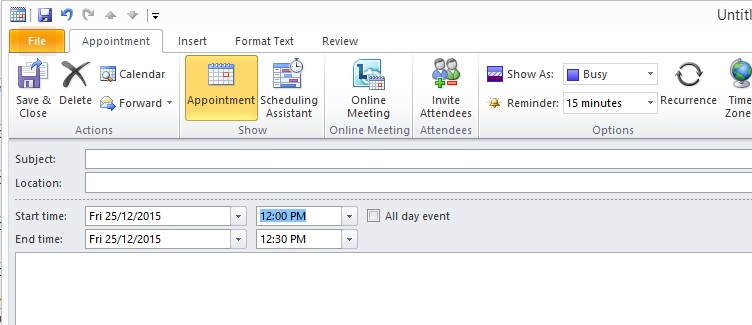 Untitl
File Appointment Insert Format Text Review
Save & Close Delete Calendar Forward Appointment Scheduling Assistant Online Meeting Invite Attendees Show As: Busy Reminder: 15 minutes Recurrence Time Zone
Actions Show Online Meeting Attendees Options
Subject:
Location:
Start time: Fri 25/12/2015 12:00 PM All day event
End time: Fri 25/12/2015 12:30 PM